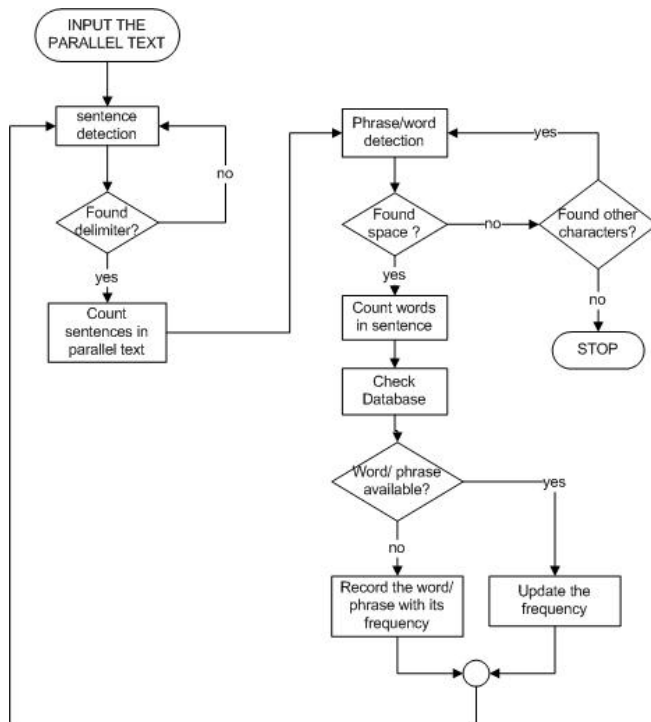 INPUT THE
PARALLEL TEXT
sentence
detection
no
Found
delimiter?
yes
Count
sentences in
parallel text
Phrase/word
detection
yes
Found
space ?
no
Found other
characters?
yes
no
Count words
in sentence
STOP
Check
Database
Word/ phrase
available?
yes
no
Record the word/
phrase with its
frequency
Update the
frequency